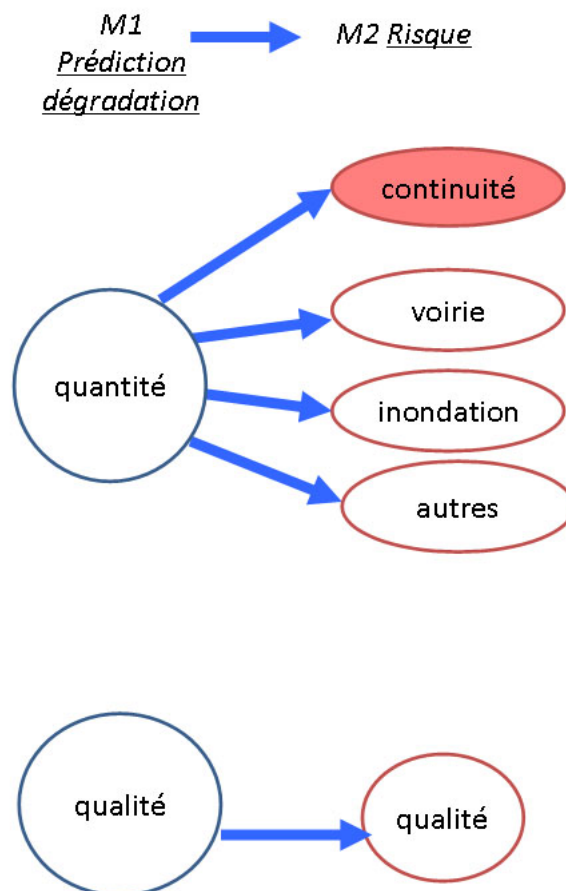 M1
Prédiction
dégradation
M2 Risque
continuité
voirie
quantité
inondation
autres
qualité
qualité